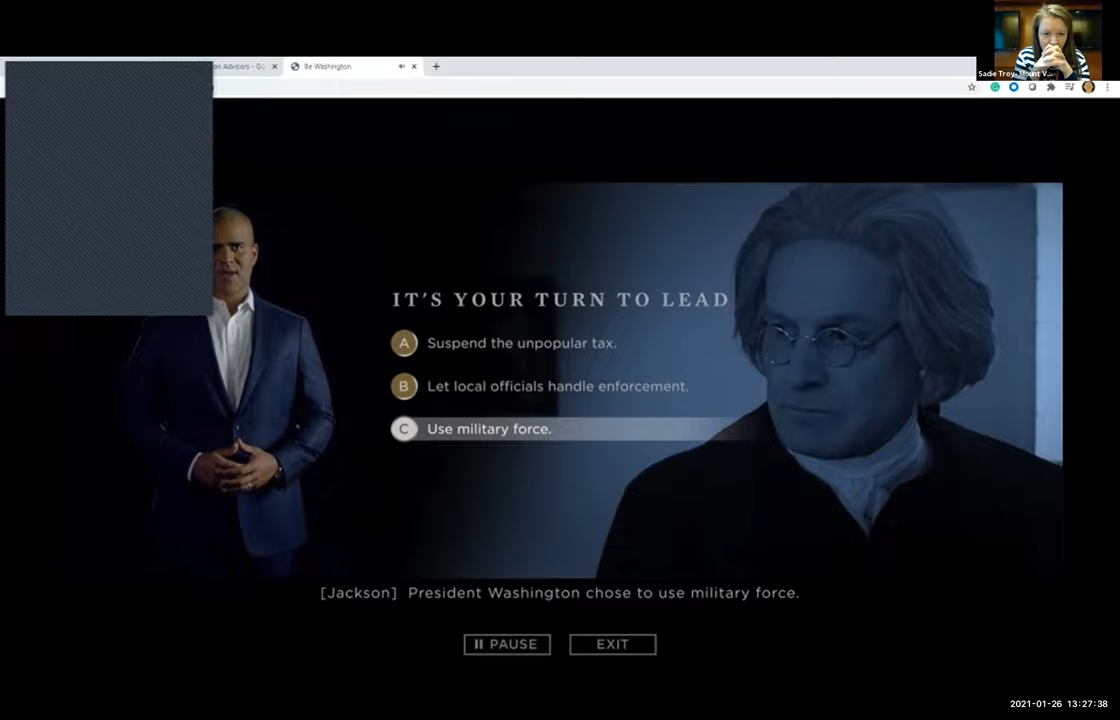 Sadie Troy- Mount V...
on Advisors - Go
Be Washington
IT'S YOUR TURN TO LEAD
A Suspend the unpopular tax.
B Let local officials handle enforcement.
C Use military force.
[Jackson] President Washington chose to use military force.
PAUSE EXIT
2021-01-26 13:27:38